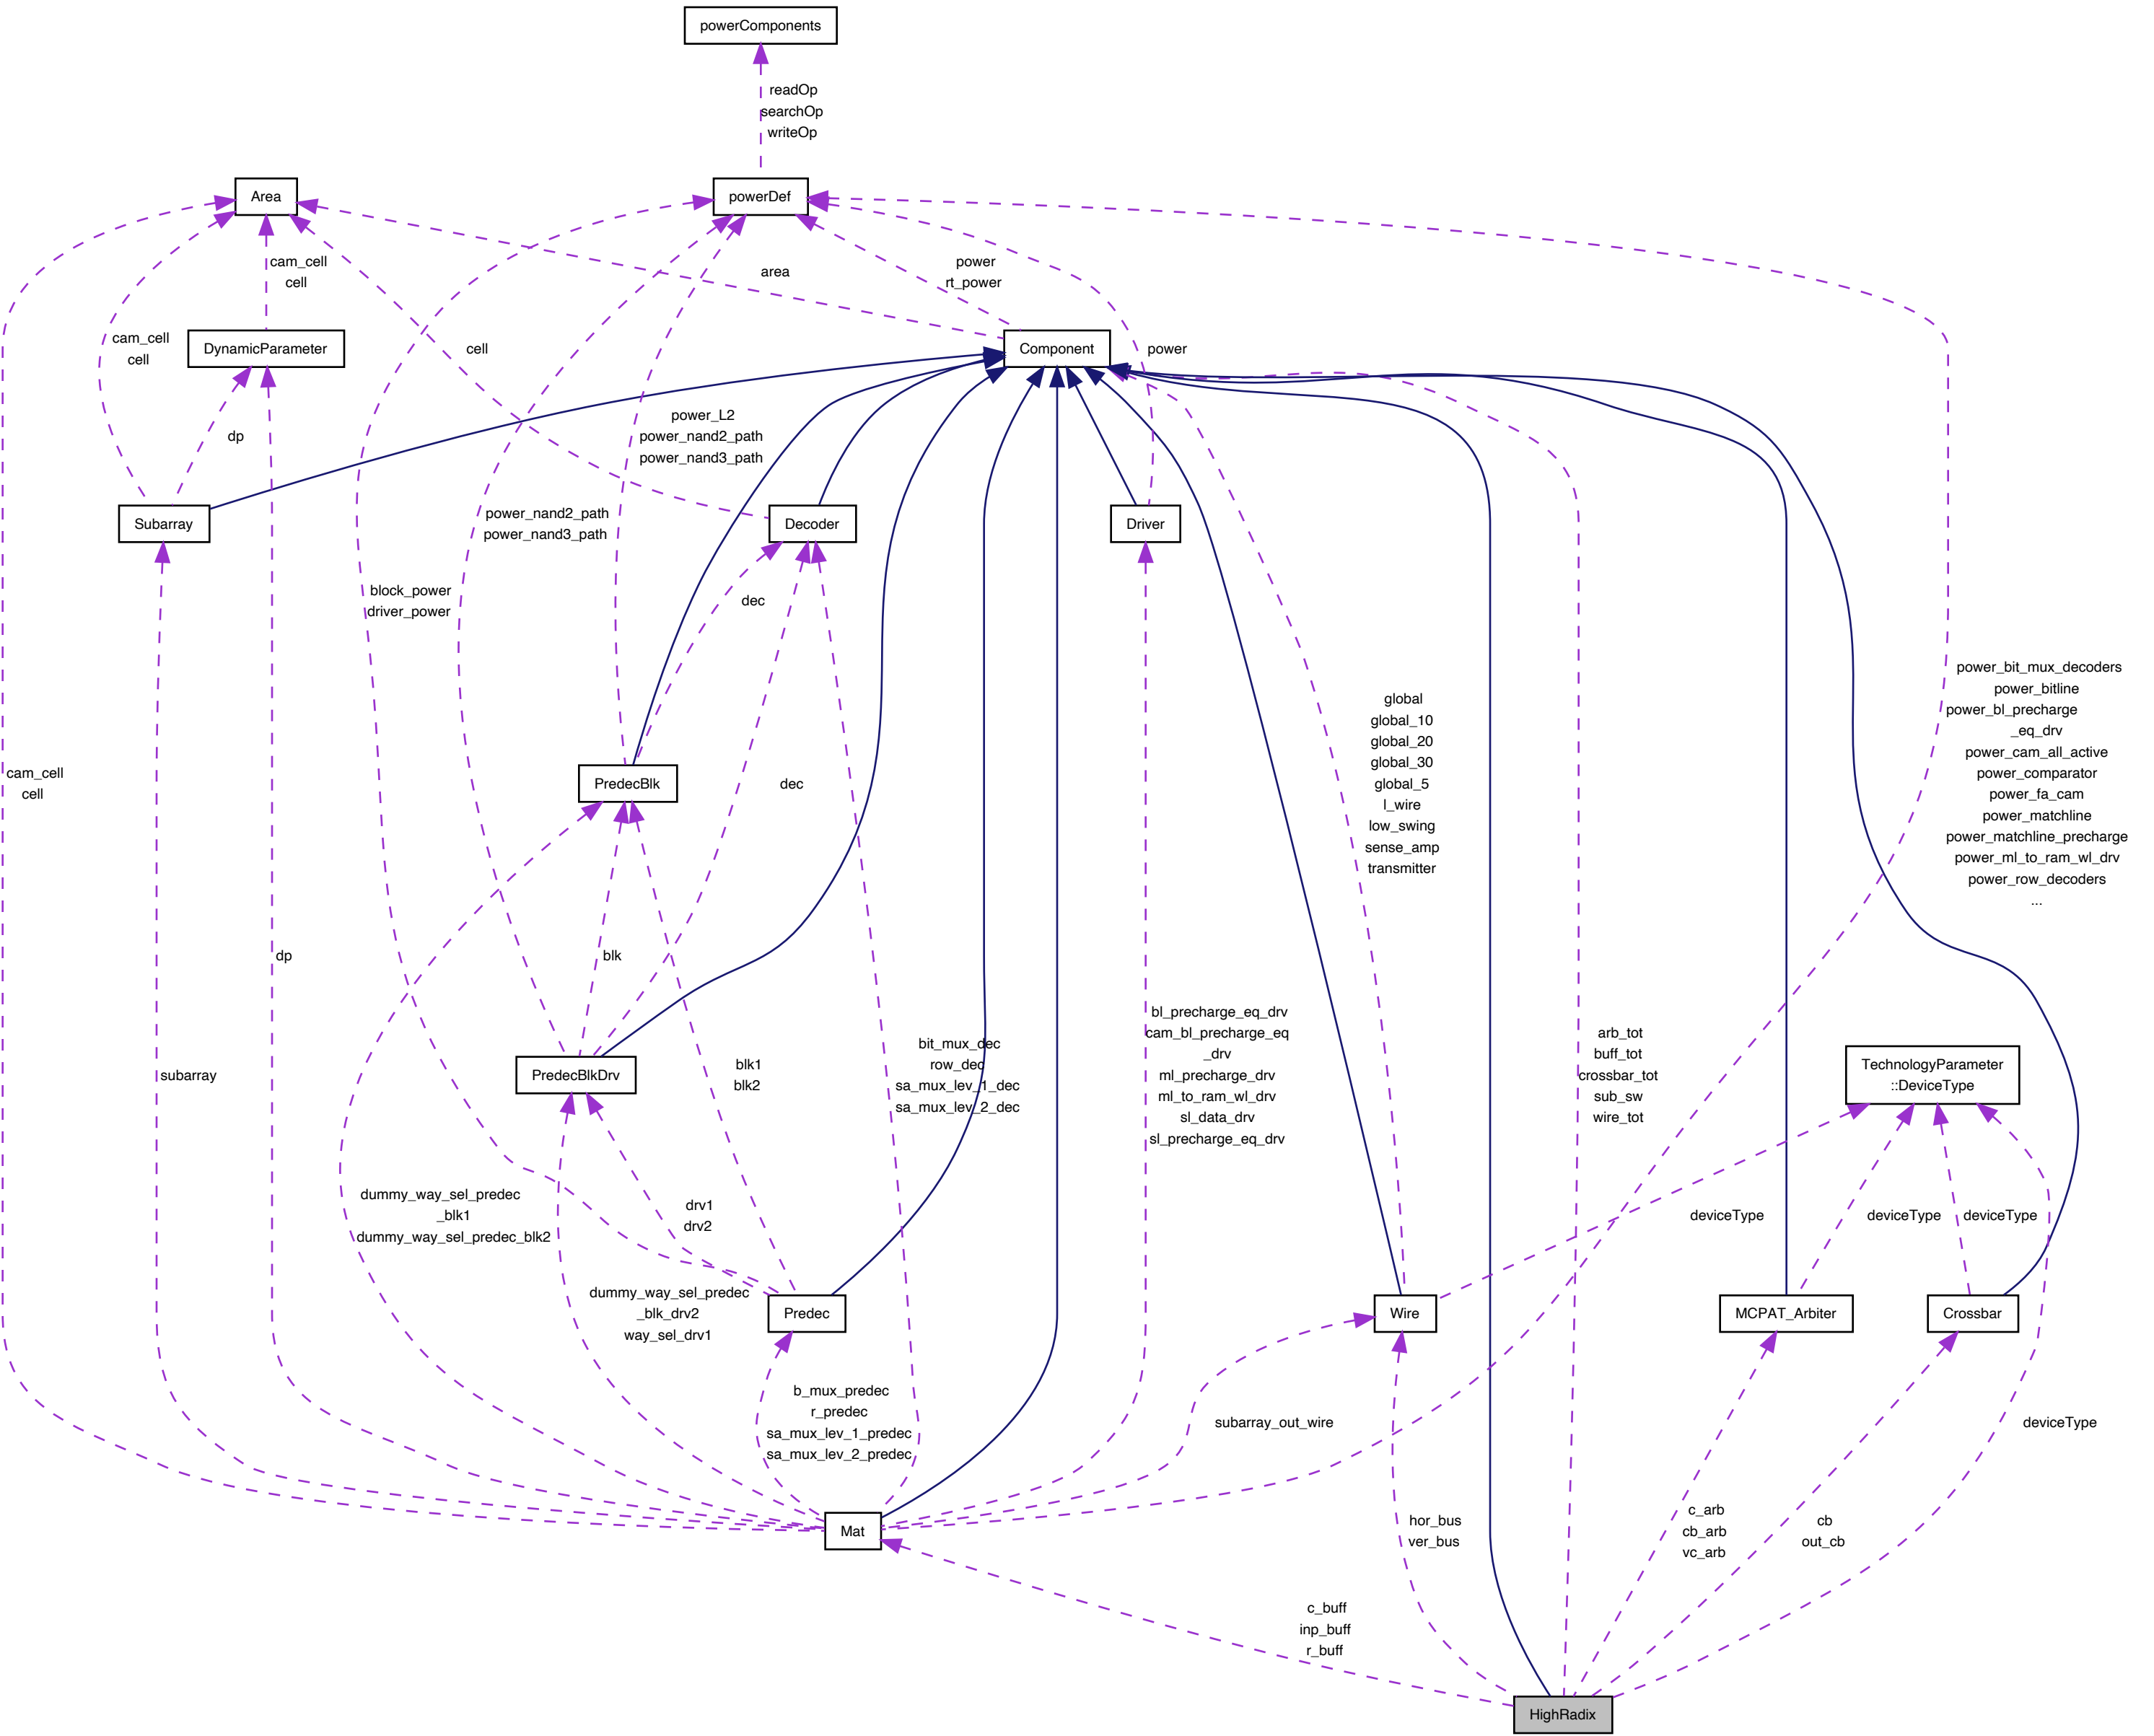 powerComponents
readOp
searchOp
writeOp
Area
powerDef
cam_cell
cell
area
power
rt_power
cam_cell
cell
DynamicParameter
cell
Component
power
power_L2
power_nand2_path
power_nand3_path
dp
Subarray
power_nand2_path
power_nand3_path
Decoder
Driver
block_power
driver_power
dec
global
global_10
global_20
global_30
global_5
l_wire
low_swing
sense_amp
transmitter
power_bit_mux_decoders
power_bitline
power_bl_precharge
_eq_drv
power_cam_all_active
power_comparator
power_fa_cam
power_matchline
power_matchline_precharge
power_ml_to_ram_wl_drv
power_row_decoders
...
cam_cell
cell
PredecBlk
dec
dp
blk
subarray
PredecBlkDrv
blk1
blk2
bit_mux_dec
row_dec
sa_mux_lev_1_dec
sa_mux_lev_2_dec
bl_precharge_eq_drv
cam_bl_precharge_eq
_drv
ml_precharge_drv
ml_to_ram_wl_drv
sl_data_drv
sl_precharge_eq_drv
arb_tot
buff_tot
crossbar_tot
sub_sw
wire_tot
TechnologyParameter
::DeviceType
dummy_way_sel_predec
_blk1
dummy_way_sel_predec_blk2
drv1
drv2
deviceType
deviceType
deviceType
dummy_way_sel_predec
_blk_drv2
way_sel_drv1
Predec
Wire
MCPAT_Arbiter
Crossbar
b_mux_predec
r_predec
sa_mux_lev_1_predec
sa_mux_lev_2_predec
subarray_out_wire
deviceType
Mat
hor_bus
ver_bus
c_arb
cb_arb
vc_arb
cb
out_cb
c_buff
inp_buff
r_buff
HighRadix